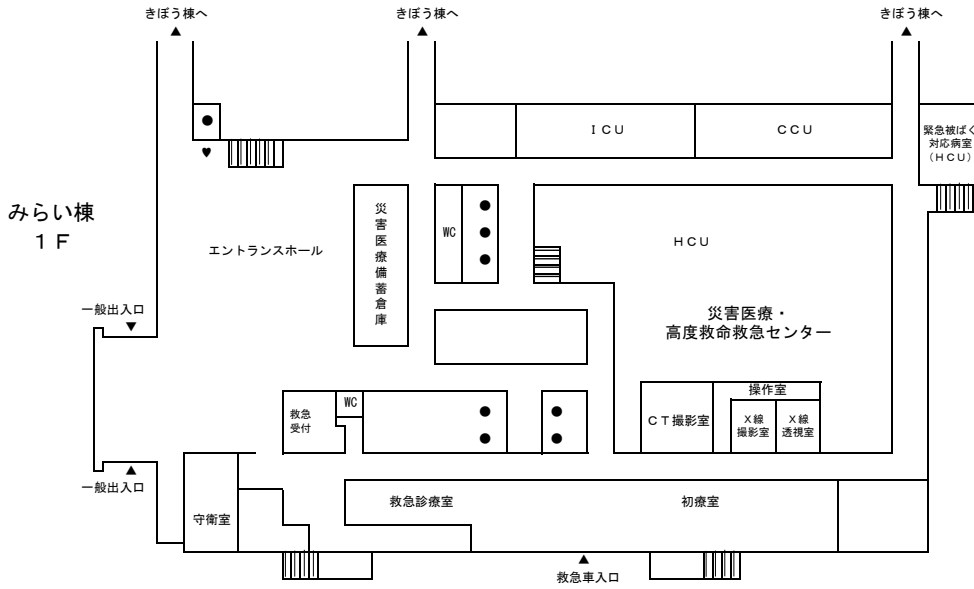 きぼう棟へ
きぼう棟へ
きぼう棟へ
ＩＣＵ
ＣＣＵ
緊急被ばく
対応病室
（ＨＣＵ）
みらい棟
１Ｆ
エントランスホール
災害医療備蓄倉庫
WC
ＨＣＵ
災害医療・
高度救命救急センター
一般出入口
救急
受付
WC
ＣＴ撮影室
操作室
Ｘ線
撮影室
Ｘ線
透視室
一般出入口
守衛室
救急診療室
初療室
救急車入口